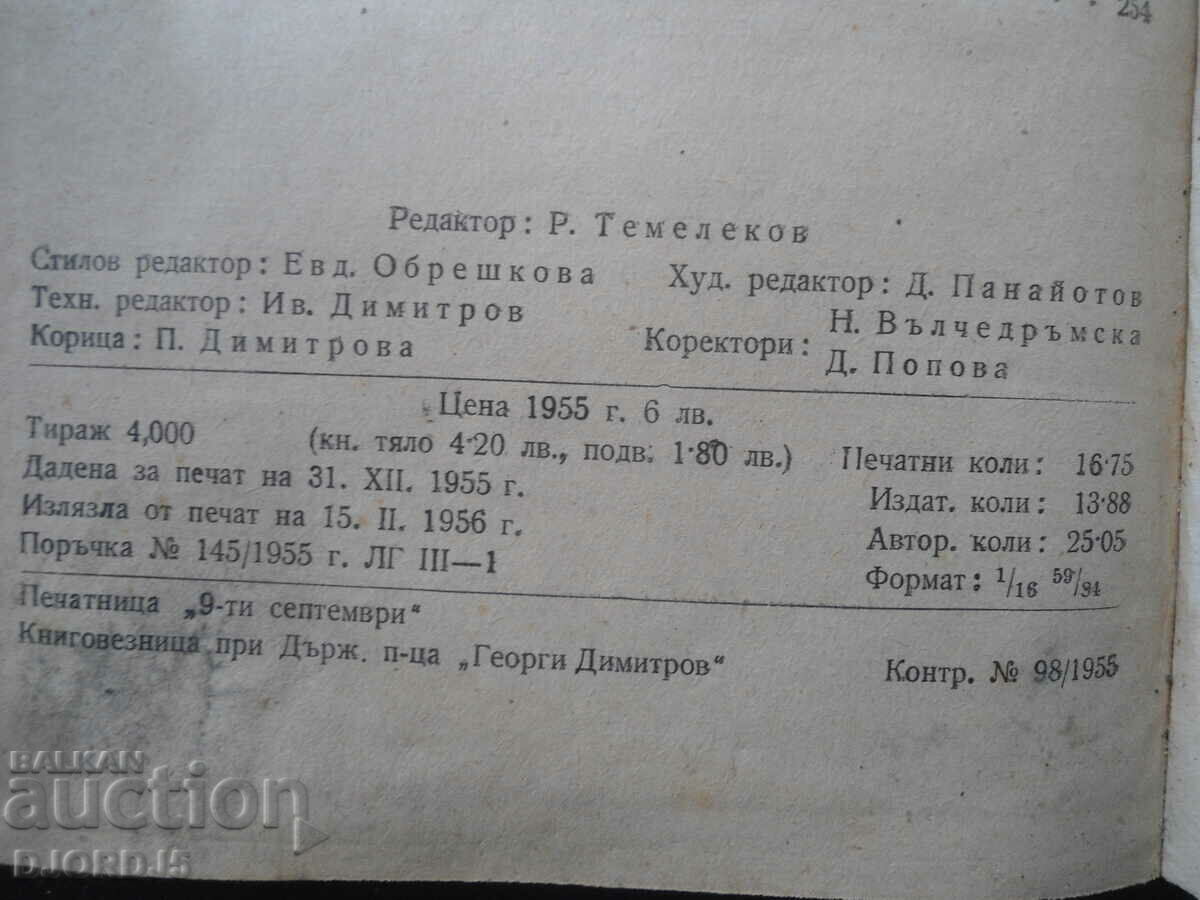 254
Редактор: Р. Темелеков
Стилов редактор: Евд. Обрешкова Худ. редактор: Д. Панайотов
Техн. редактор: Ив. Димитров Н. Вълчедръмска
Корица: П. Димитрова Коректори: Д. Попова
Цена 1955 г. 6 лв.
Тираж 4,000 (кн. тяло 4·20 лв., подв. 1·80 лв.) Печатни коли: 16·75
Дадена за печат на 31. XII. 1955 г. Издат. коли: 13·88
Излязла от печат на 15. II. 1956 г. Автор. коли: 25·05
Поръчка № 145/1955 г. ЛГ III—1 Формат: 1/16 59/84
Печатница „9-ти септември“
Книговезница при Държ. п-ца „Георги Димитров“ Контр. № 98/1955
BALKAN
auction
DJORD.15